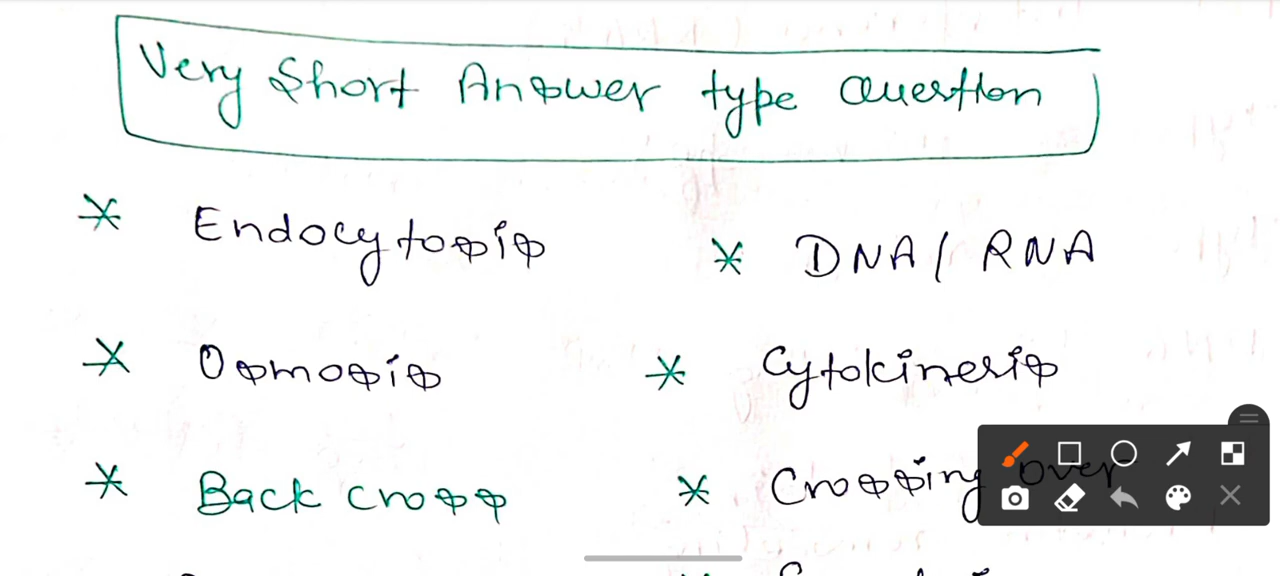 Very Short Answer type Question
* Endocytosis
* DNA / RNA
* Osmosis
* Cytokinesis
* Back cross
* Crossing over